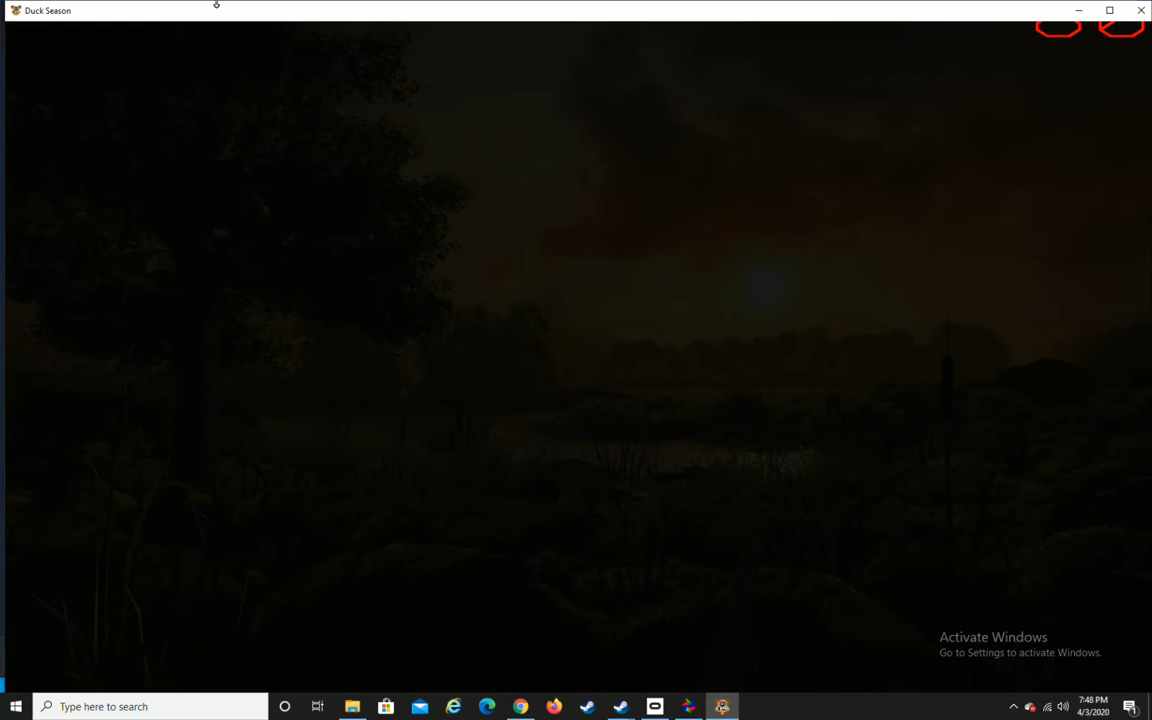 Duck Season
Activate Windows
Go to Settings to activate Windows.
Type here to search
7:48 PM
4/3/2020
1